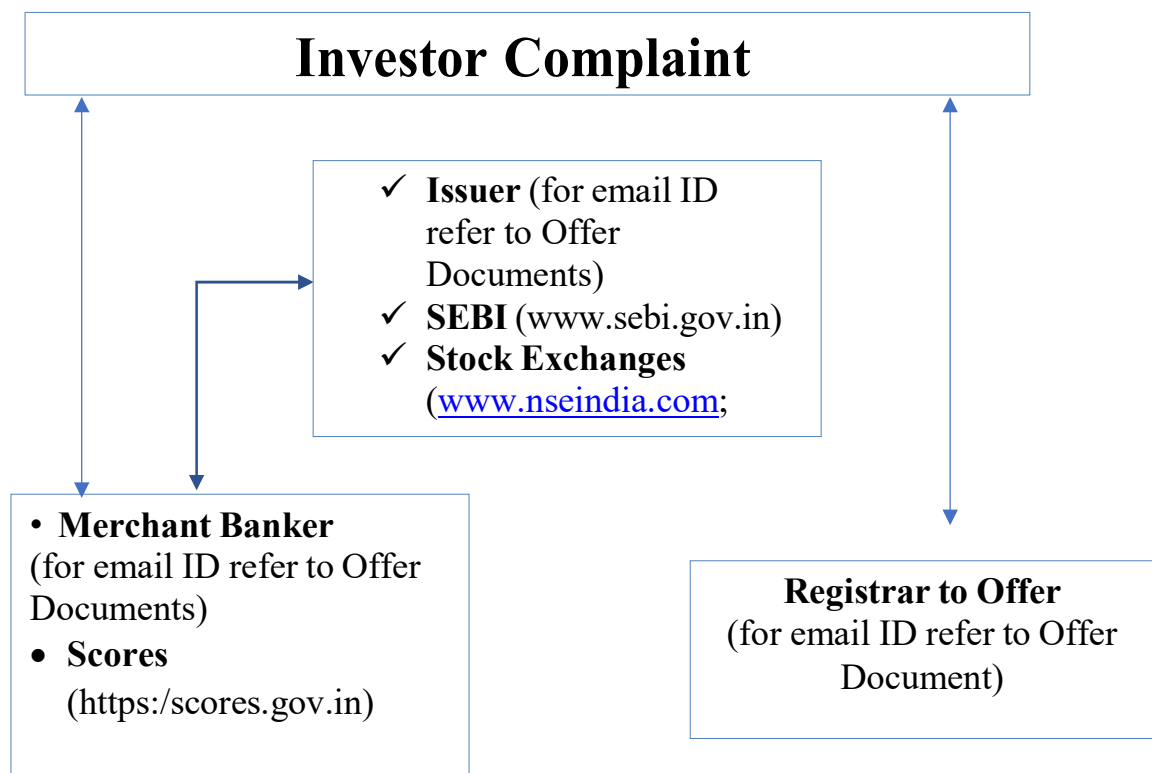 Investor Complaint
✓ Issuer (for email ID
refer to Offer
Documents)
✓ SEBI (www.sebi.gov.in)
✓ Stock Exchanges
(www.nseindia.com;
• Merchant Banker
(for email ID refer to Offer
Documents)
• Scores
(https:/scores.gov.in)
Registrar to Offer
(for email ID refer to Offer
Document)